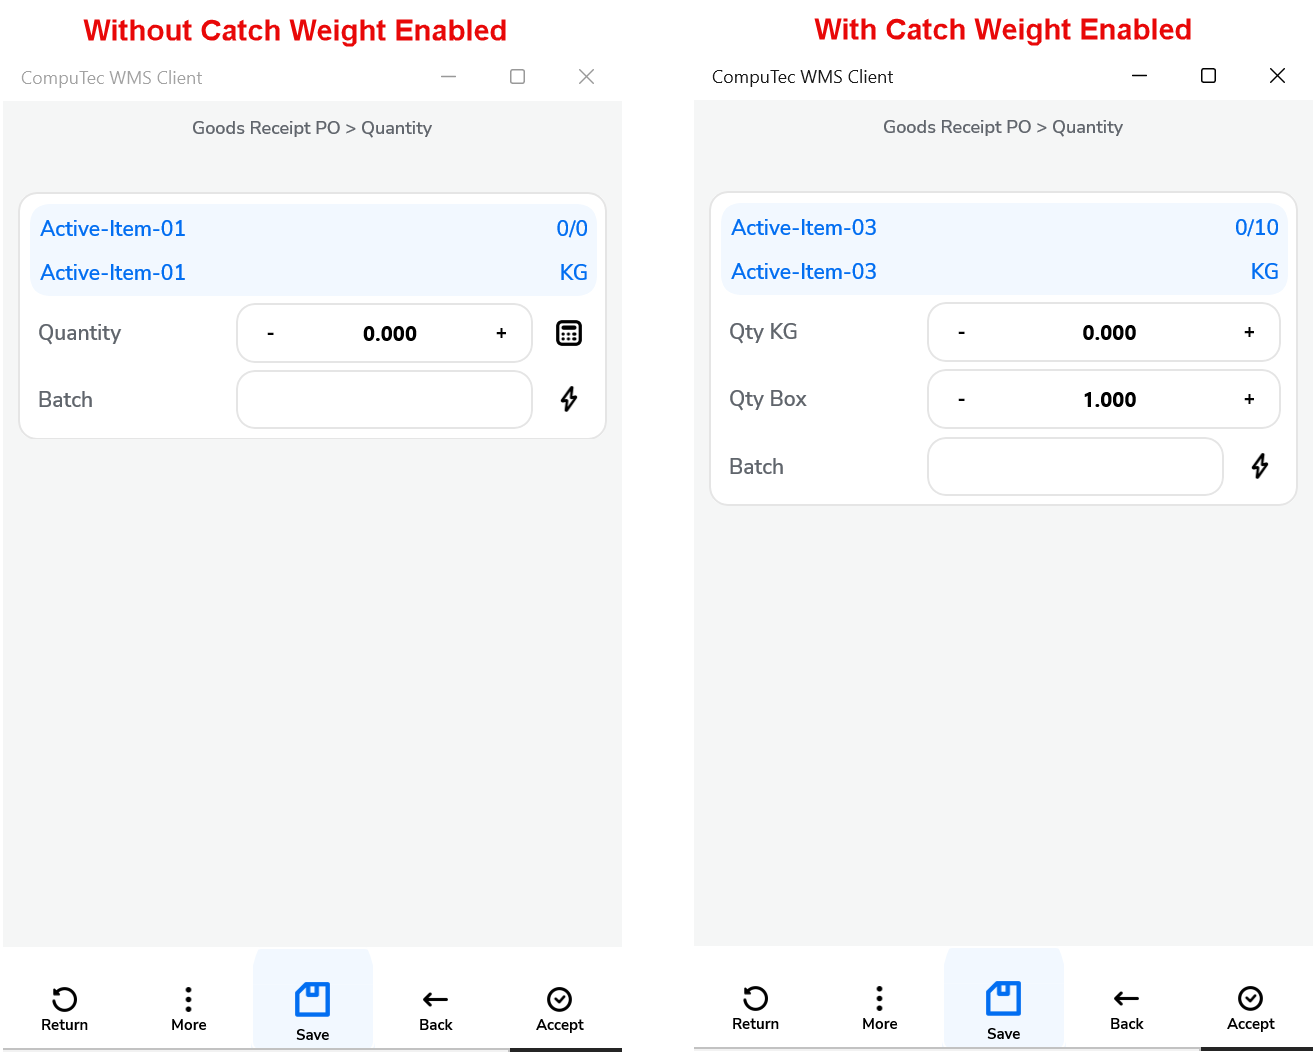 Without Catch Weight Enabled
CompuTec WMS Client
Goods Receipt PO > Quantity
Active-Item-01 0/0
Active-Item-01 KG
Quantity - 0.000 +
Batch
Return More Save Back Accept
With Catch Weight Enabled
CompuTec WMS Client
Goods Receipt PO > Quantity
Active-Item-03 0/10
Active-Item-03 KG
Qty KG - 0.000 +
Qty Box - 1.000 +
Batch
Return More Save Back Accept